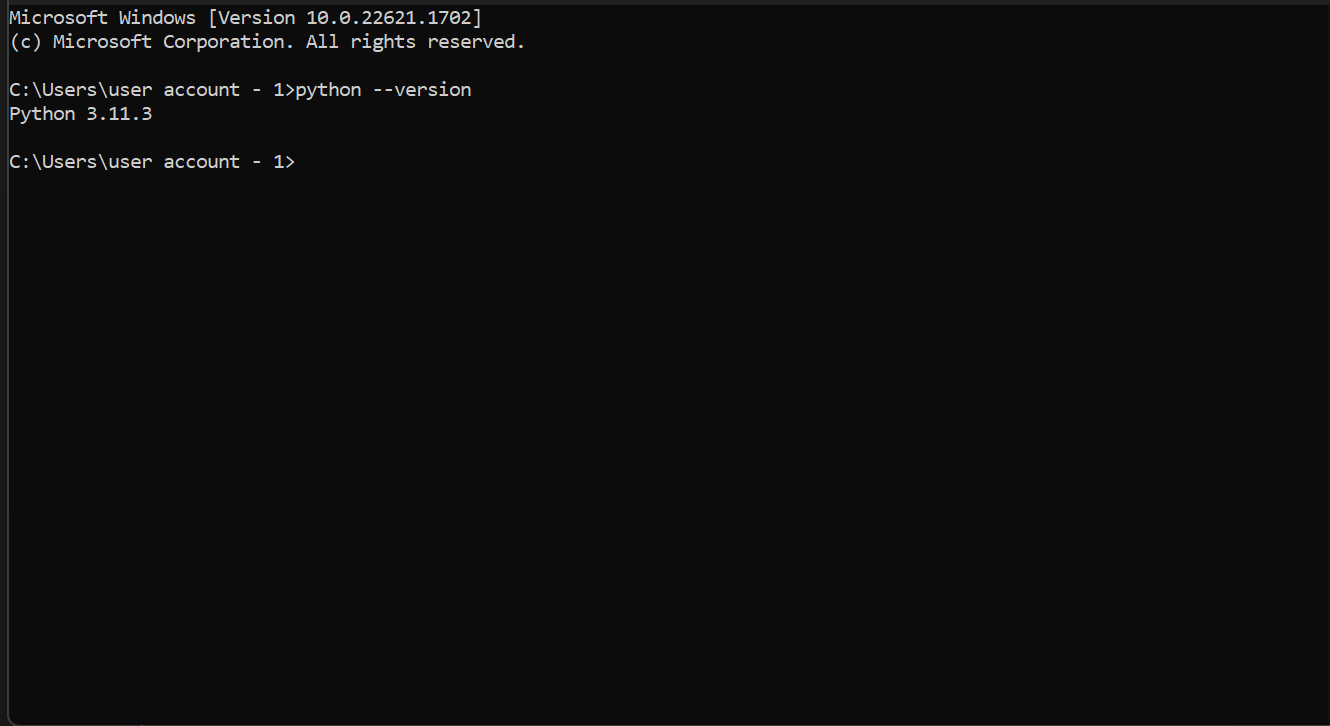 Microsoft Windows [Version 10.0.22621.1702]
(c) Microsoft Corporation. All rights reserved.
C:\Users\user account - 1>python --version
Python 3.11.3
C:\Users\user account - 1>